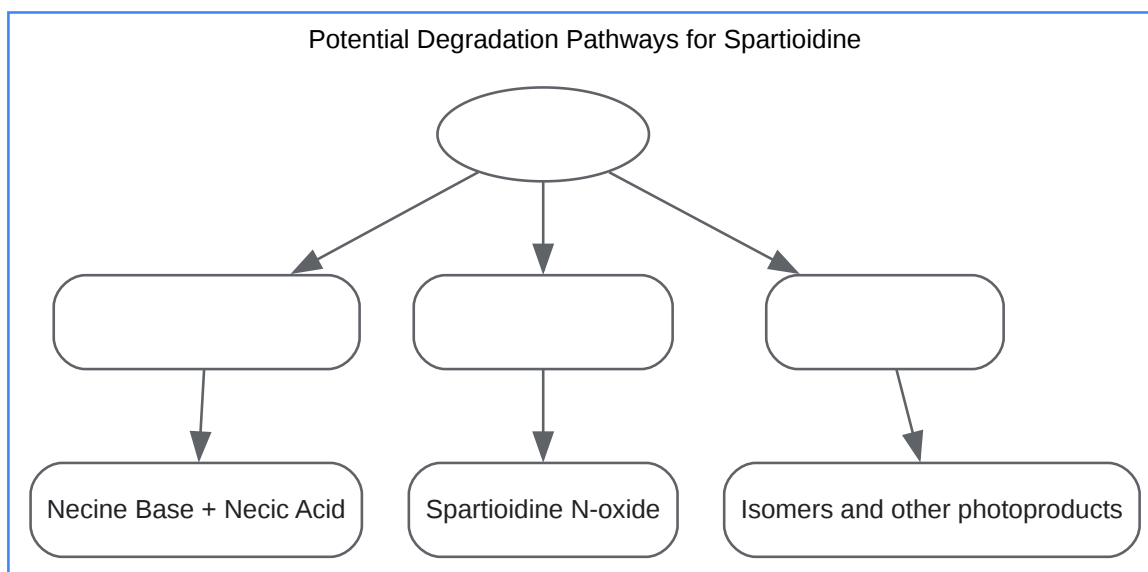 Potential Degradation Pathways for Spartioidine
Necine Base + Necic Acid
Spartioidine N-oxide
Isomers and other photoproducts